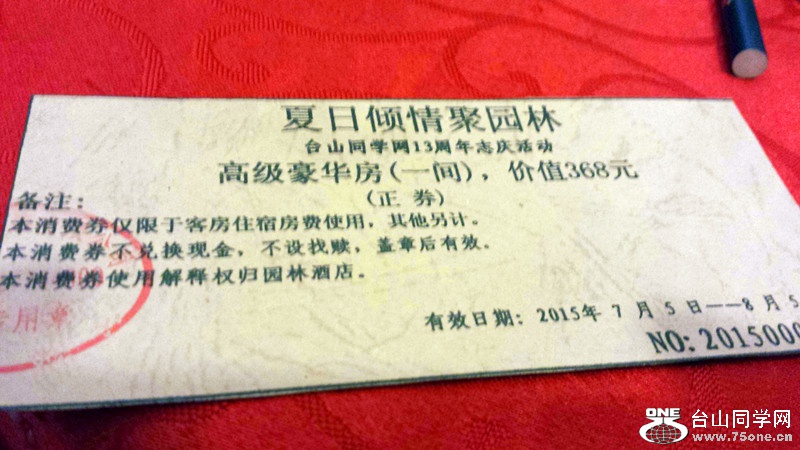 夏日倾情聚园林
台山同学网13周年志庆活动
高级豪华房(一间)，价值368元
(正券)
备注：
本消费券仅限于客房住宿房费使用，其他另计。
本消费券不兑换现金，不设找赎，盖章后有效。
本消费券使用解释权归园林酒店。
用章
有效日期：2015年 7 月 5 日——8 月 5
NO: 2015000
ONE 台山同学网
www.75one.cn